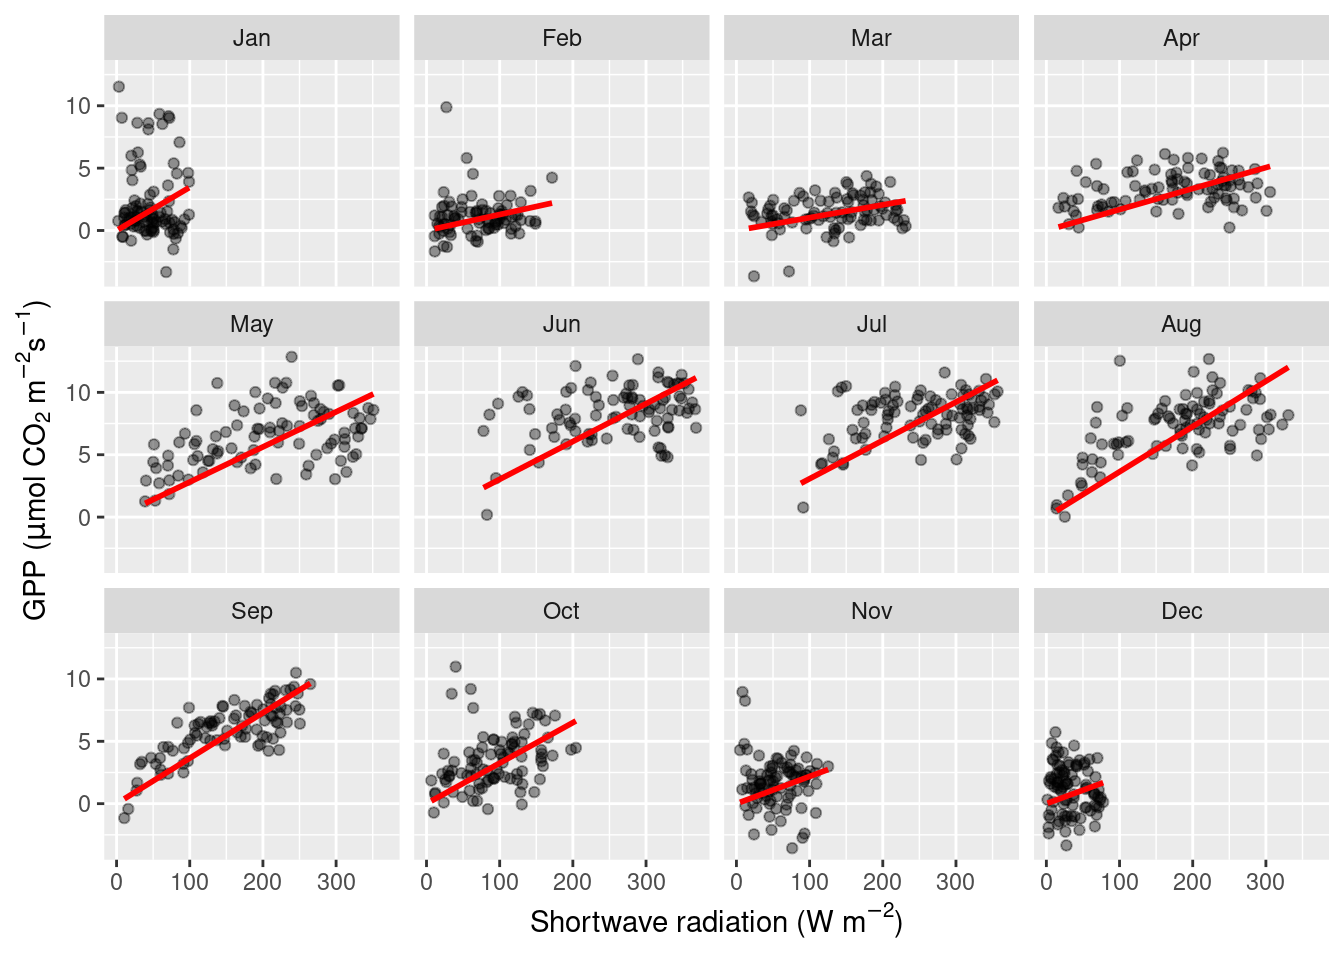 Jan Feb Mar Apr
10
5
0
May Jun Jul Aug
10
5
0
Sep Oct Nov Dec
10
5
0
0 100 200 300 0 100 200 300 0 100 200 300 0 100 200 300
Shortwave radiation (W m⁻²)
GPP (μmol CO₂ m⁻²s⁻¹)